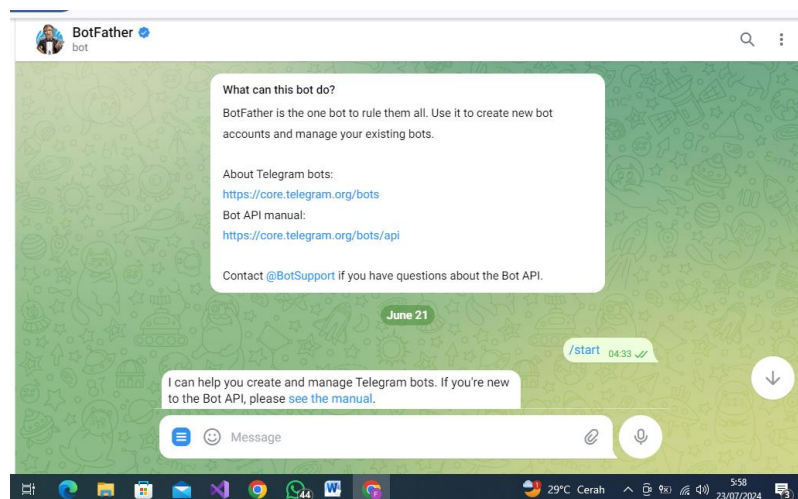 BotFather
bot
What can this bot do?
BotFather is the one bot to rule them all. Use it to create new bot
accounts and manage your existing bots.
About Telegram bots:
https://core.telegram.org/bots
Bot API manual:
https://core.telegram.org/bots/api
Contact @BotSupport if you have questions about the Bot API.
June 21
/start 04:33
I can help you create and manage Telegram bots. If you're new
to the Bot API, please see the manual.
Message
44
29°C Cerah
5:58
23/07/2024
3